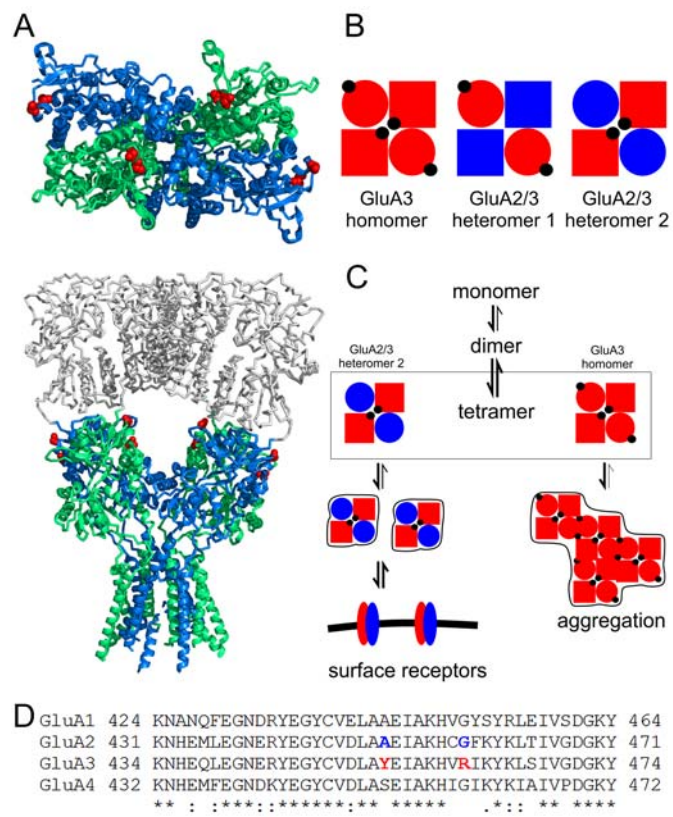 A
B
GluA3 homomer
GluA2/3 heteromer 1
GluA2/3 heteromer 2
C
monomer
dimer
tetramer
GluA2/3 heteromer 2
GluA3 homomer
aggregation
surface receptors
D
GluA1 424 KNANQFEGNDRYEGYCVELAAEIAKHVGYSYRLEIVSDGKY 464
GluA2 431 KNHEMLEGNERYEGYCVDLAAEIAKHCGFKYKLTIVGDGKY 471
GluA3 434 KNHEQLEGNERYEGYCVDLAYEIAKHVRIKYKLSIVGDGKY 474
GluA4 432 KNHEMLEGNDKYEGYCVDLASEIAKHIGIKYKIAIVPDGKY 472
** : :***::******:** ***** .*:: ** ****